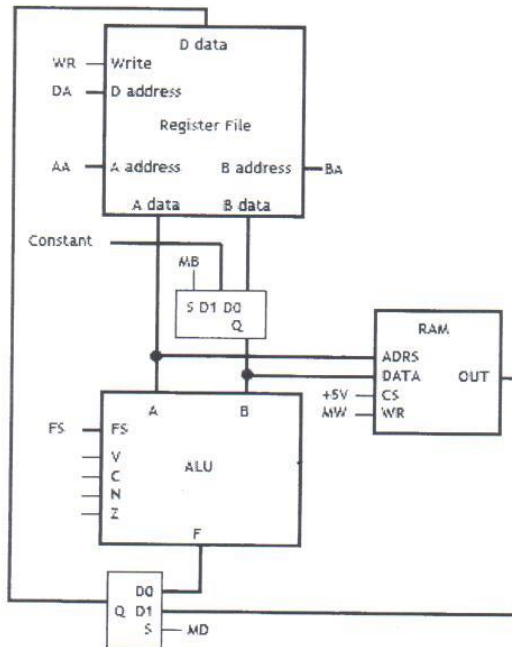 D data
WR Write
DA D address
Register File
AA A address B address BA
A data B data
Constant
MB
S D1 D0
Q
RAM
ADRS
DATA OUT
+5V CS
MW WR
A B
FS FS
V
ALU
C
N
Z
F
D0
Q D1
S MD